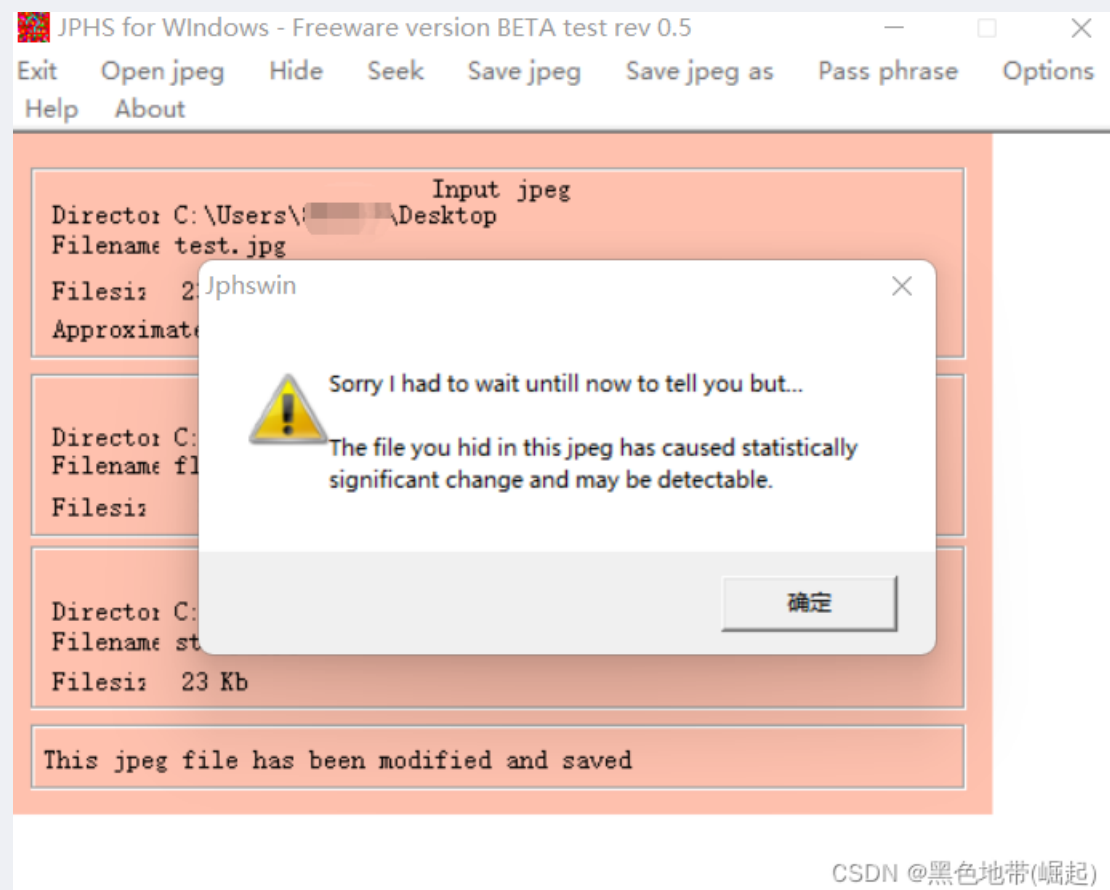 JPHS for WIndows - Freeware version BETA test rev 0.5
Exit Open jpeg Hide Seek Save jpeg Save jpeg as Pass phrase Options
Help About
Input jpeg
Director C:\Users\ \Desktop
Filename test.jpg
Filesiz
Approximate
Jphswin
Sorry I had to wait untill now to tell you but...
The file you hid in this jpeg has caused statistically
significant change and may be detectable.
确定
Director C:
Filename fl
Filesiz
Director C:
Filename st
Filesiz 23 Kb
This jpeg file has been modified and saved
CSDN @黑色地带(崛起)